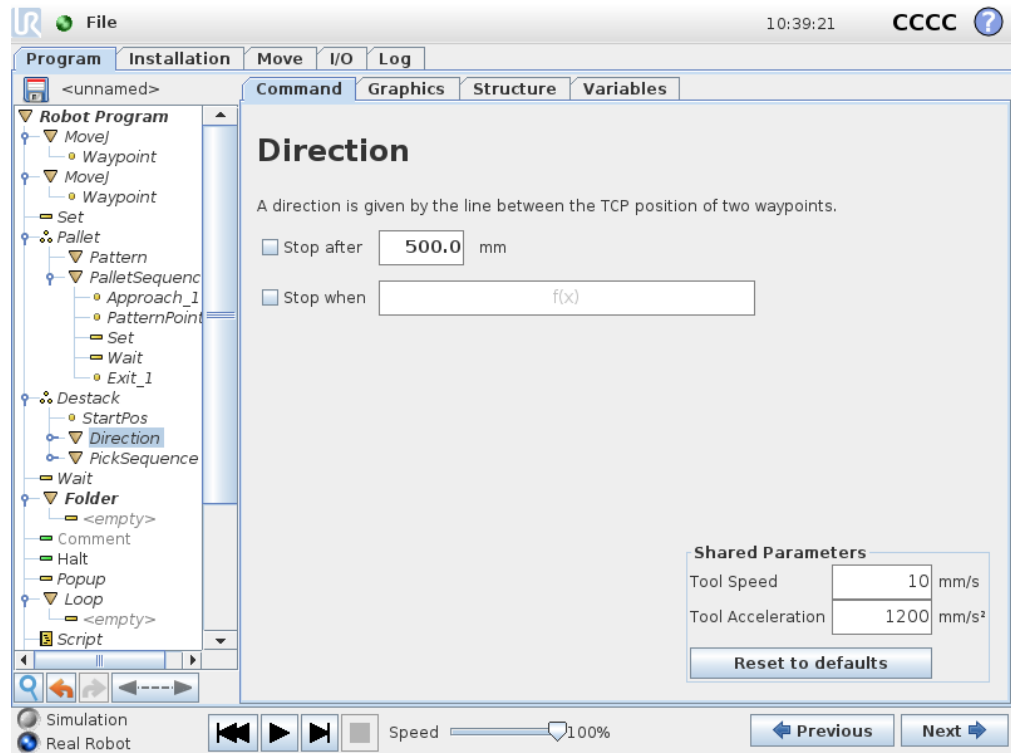 UR File 10:39:21 CCCC ?
Program Installation Move I/O Log
<unnamed>
Command Graphics Structure Variables
Robot Program
MoveJ
Waypoint
MoveJ
Waypoint
Set
Pallet
Pattern
PalletSequenc
Approach_1
PatternPoint
Set
Wait
Exit_1
Destack
StartPos
Direction
PickSequence
Wait
Folder
<empty>
Comment
Halt
Popup
Loop
<empty>
Script
Direction
A direction is given by the line between the TCP position of two waypoints.
Stop after 500.0 mm
Stop when f(x)
Shared Parameters
Tool Speed 10 mm/s
Tool Acceleration 1200 mm/s²
Reset to defaults
Simulation
Real Robot
Speed 100%
Previous Next